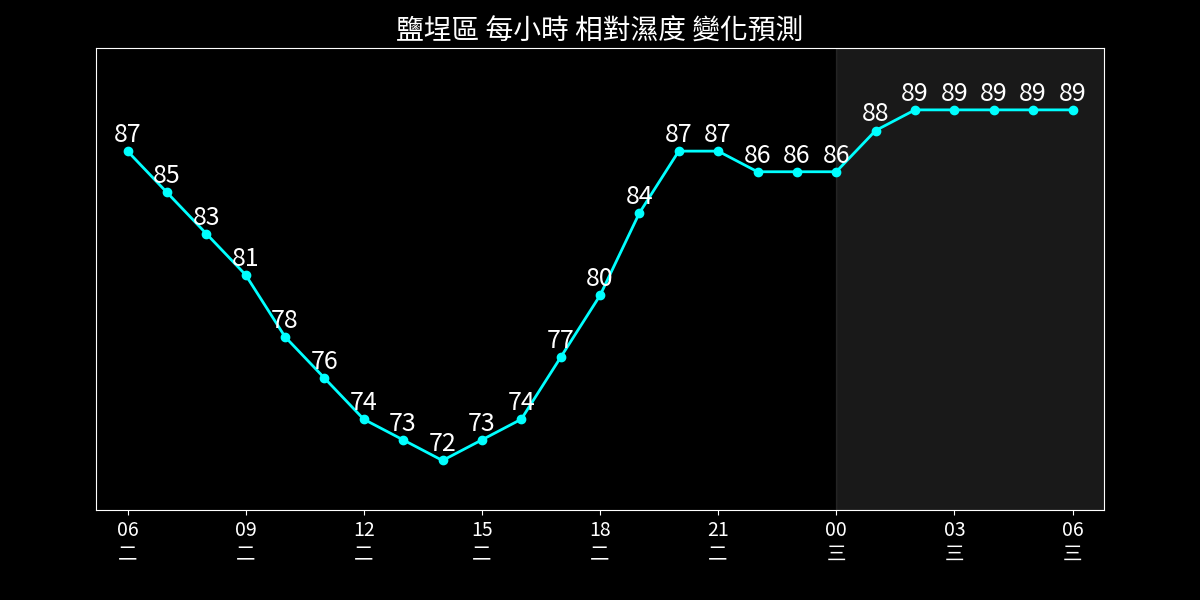 鹽埕區 每小時 相對濕度 變化預測
87 85 83 81 78 76 74 73 72 73 74 77 80 84 87 87 86 86 86 88 89 89 89 89 89
06 09 12 15 18 21 00 03 06
二 二 二 二 二 二 三 三 三